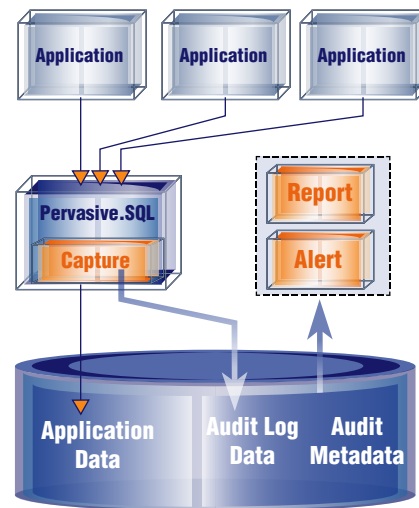 Application
Application
Application
Pervasive.SQL
Capture
Report
Alert
Application
Data
Audit Log
Data
Audit
Metadata